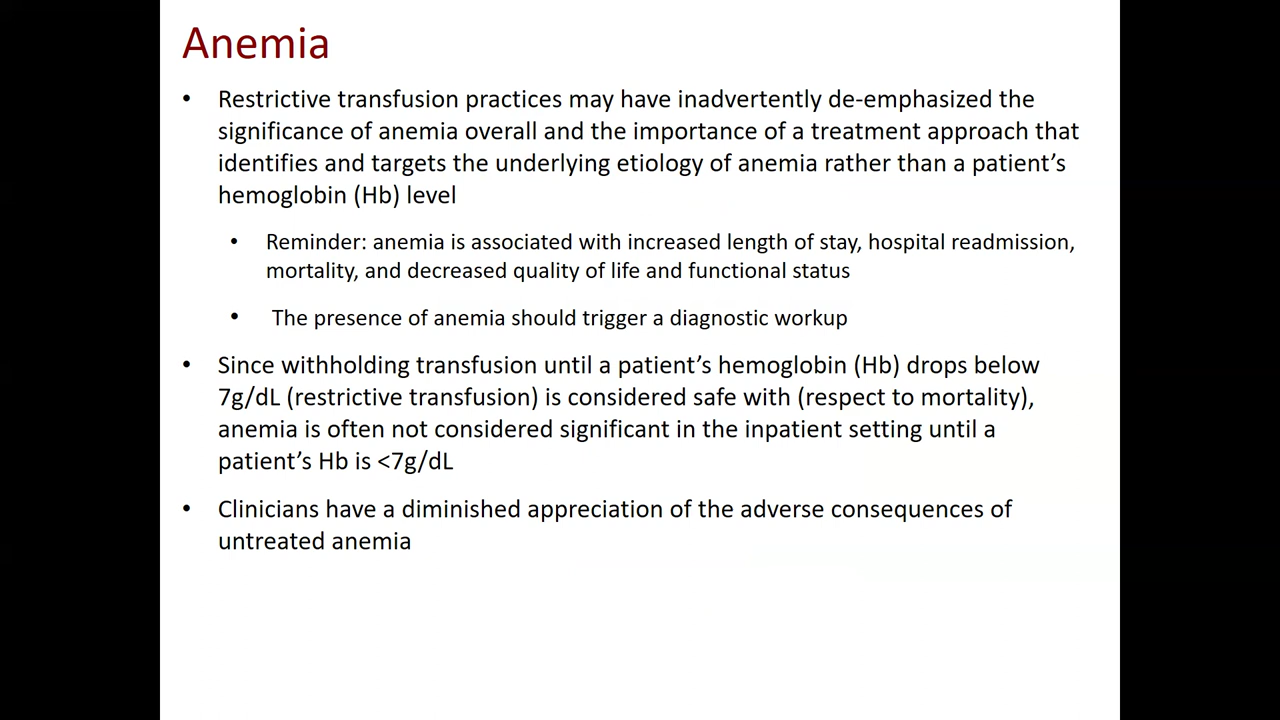 Anemia
• Restrictive transfusion practices may have inadvertently de-emphasized the
significance of anemia overall and the importance of a treatment approach that
identifies and targets the underlying etiology of anemia rather than a patient’s
hemoglobin (Hb) level
• Reminder: anemia is associated with increased length of stay, hospital readmission,
mortality, and decreased quality of life and functional status
• The presence of anemia should trigger a diagnostic workup
• Since withholding transfusion until a patient’s hemoglobin (Hb) drops below
7g/dL (restrictive transfusion) is considered safe with (respect to mortality),
anemia is often not considered significant in the inpatient setting until a
patient’s Hb is <7g/dL
• Clinicians have a diminished appreciation of the adverse consequences of
untreated anemia